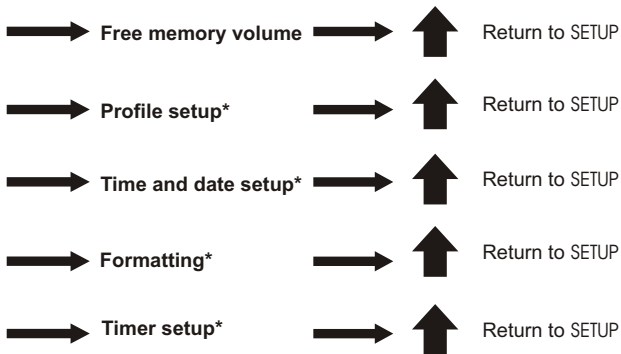 Free memory volume Return to SETUP
Profile setup* Return to SETUP
Time and date setup* Return to SETUP
Formatting* Return to SETUP
Timer setup* Return to SETUP